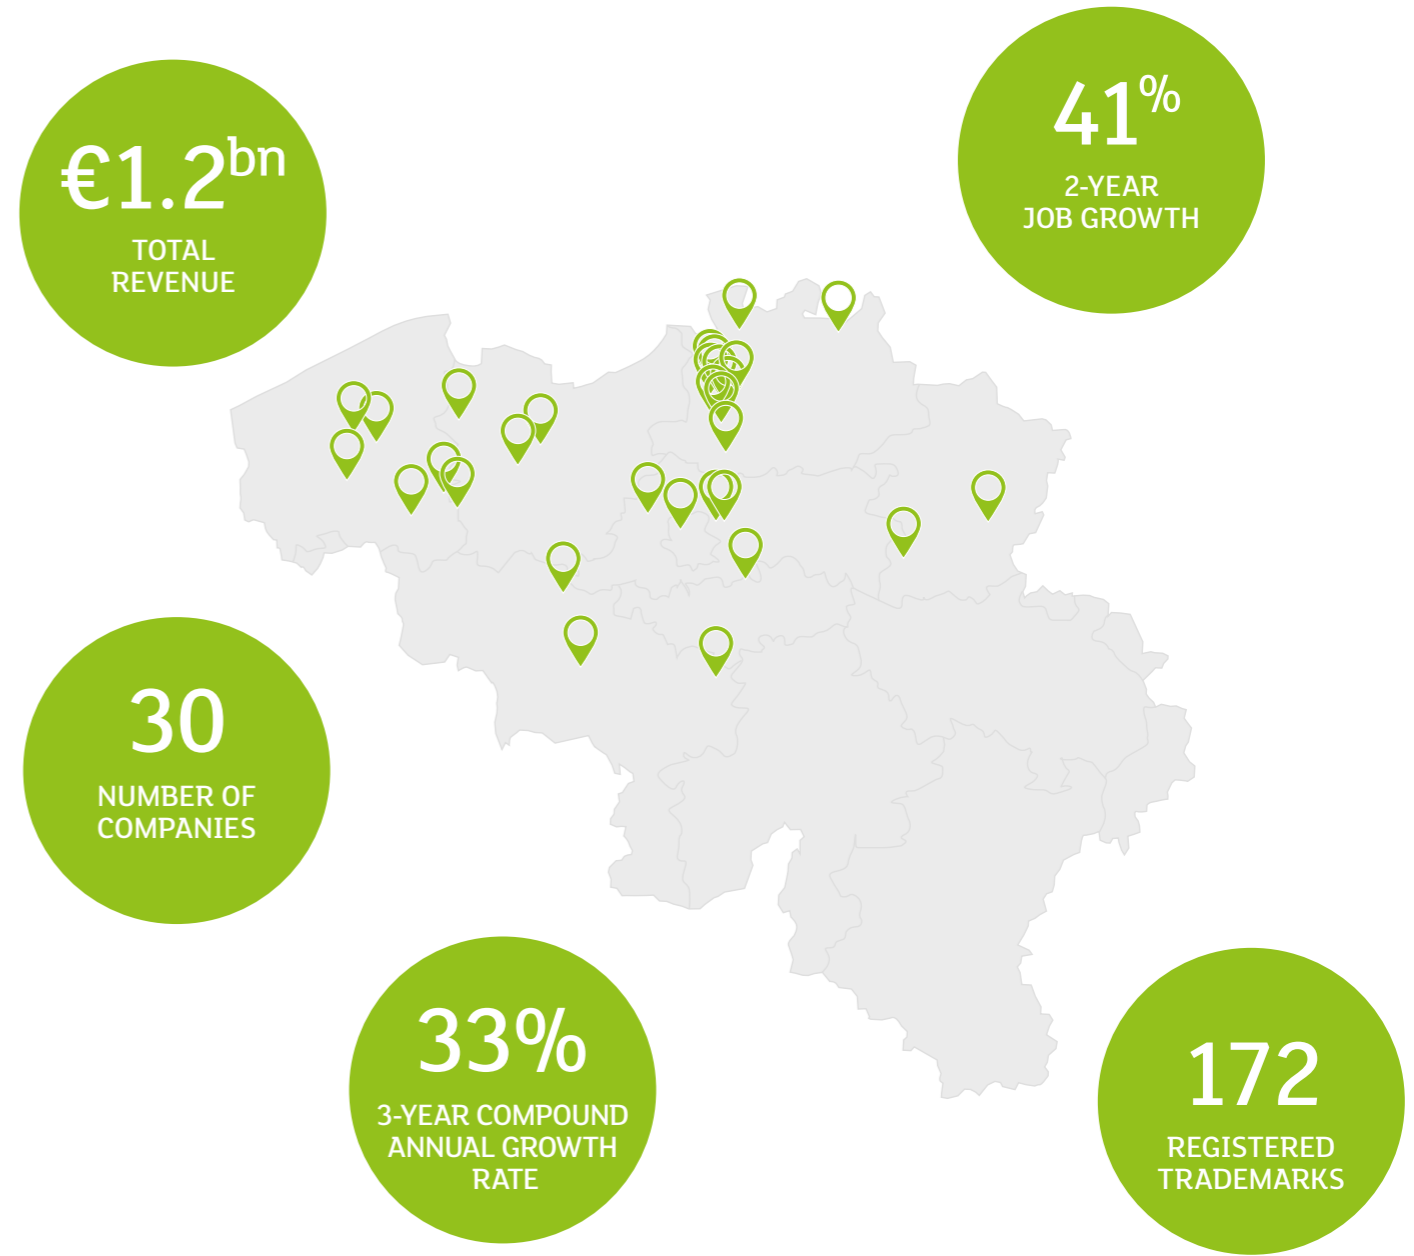 €1.2bn
TOTAL
REVENUE
41%
2-YEAR
JOB GROWTH
30
NUMBER OF
COMPANIES
33%
3-YEAR COMPOUND
ANNUAL GROWTH
RATE
172
REGISTERED
TRADEMARKS